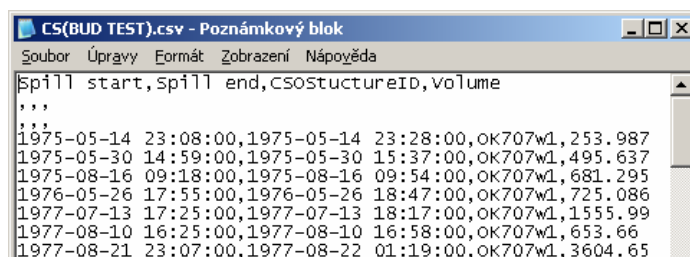 CS(BUD TEST).csv - Poznámkový blok
Soubor Úpravy Formát Zobrazení Nápověda
Spill start,Spill end,CSOStuctureID,Volume
,,,
,,,
1975-05-14 23:08:00,1975-05-14 23:28:00,OK707w1,253.987
1975-05-30 14:59:00,1975-05-30 15:37:00,OK707w1,495.637
1975-08-16 09:18:00,1975-08-16 09:54:00,OK707w1,681.295
1976-05-26 17:55:00,1976-05-26 18:47:00,OK707w1,725.086
1977-07-13 17:25:00,1977-07-13 18:17:00,OK707w1,1555.99
1977-08-10 16:25:00,1977-08-10 16:58:00,OK707w1,653.66
1977-08-21 23:07:00,1977-08-22 01:19:00,OK707w1,3604.65